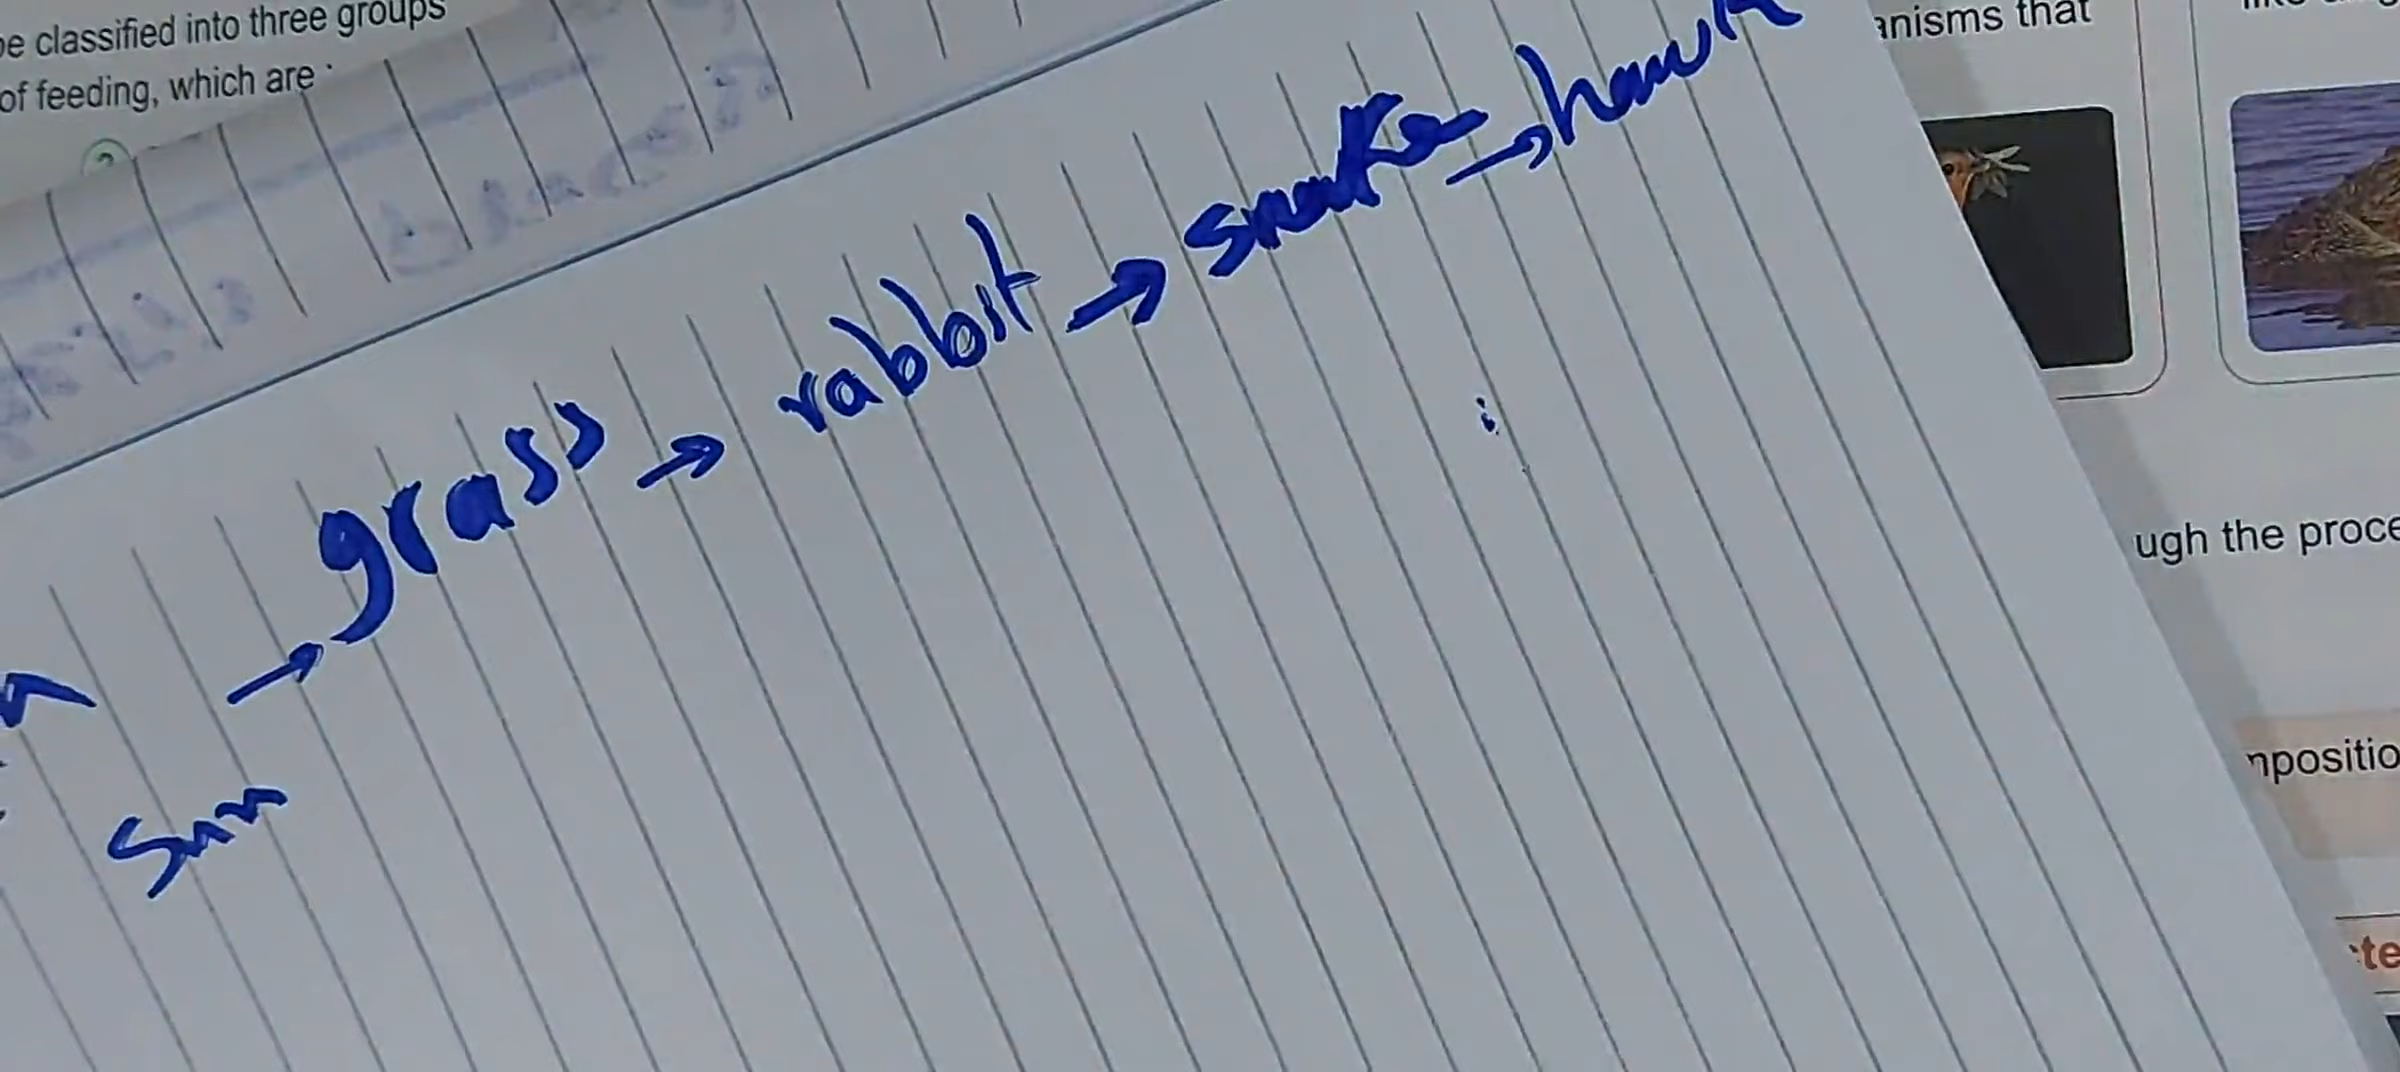 be classified into three groups
of feeding, which are
?
Sun → grass → rabbit → snake → hawk
anisms that
ugh the proce
mpositio
te